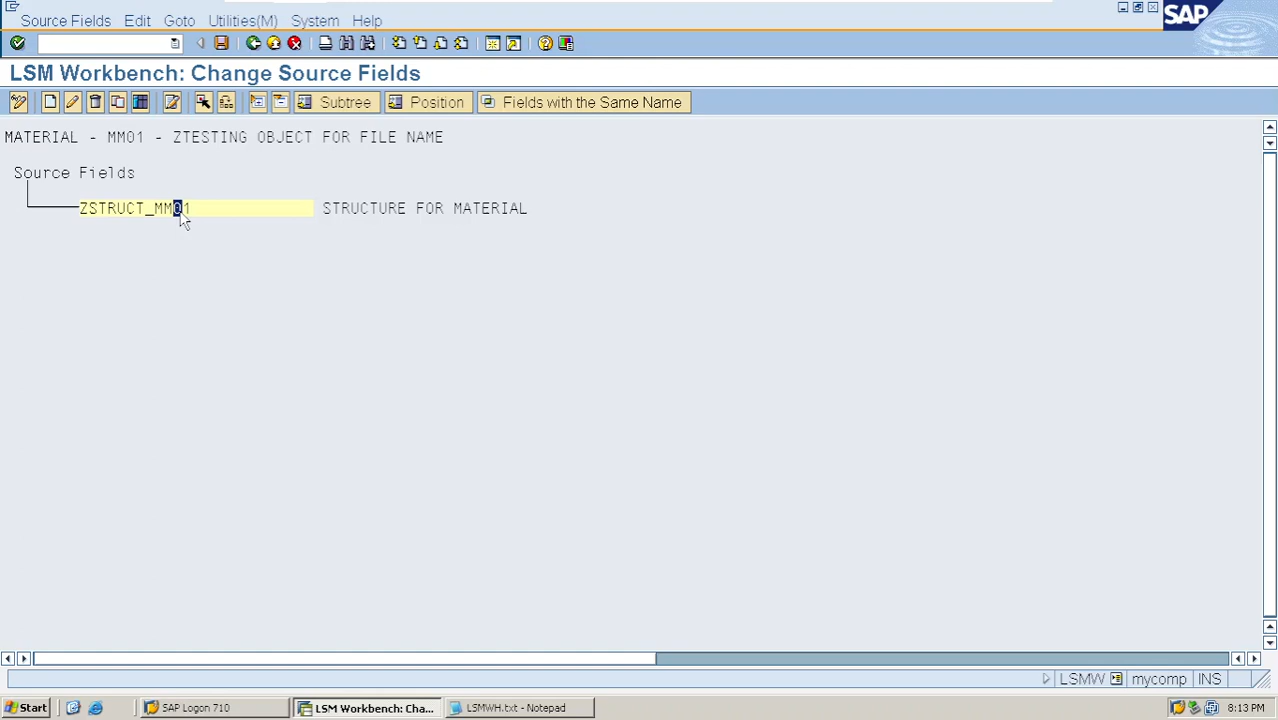 Source Fields Edit Goto Utilities(M) System Help
SAP
LSM Workbench: Change Source Fields
Subtree Position Fields with the Same Name
MATERIAL - MM01 - ZTESTING OBJECT FOR FILE NAME
Source Fields
ZSTRUCT_MM01 STRUCTURE FOR MATERIAL
LSMW mycomp INS
Start SAP Logon 710 LSM Workbench: Cha... LSMWH.txt - Notepad 8:13 PM